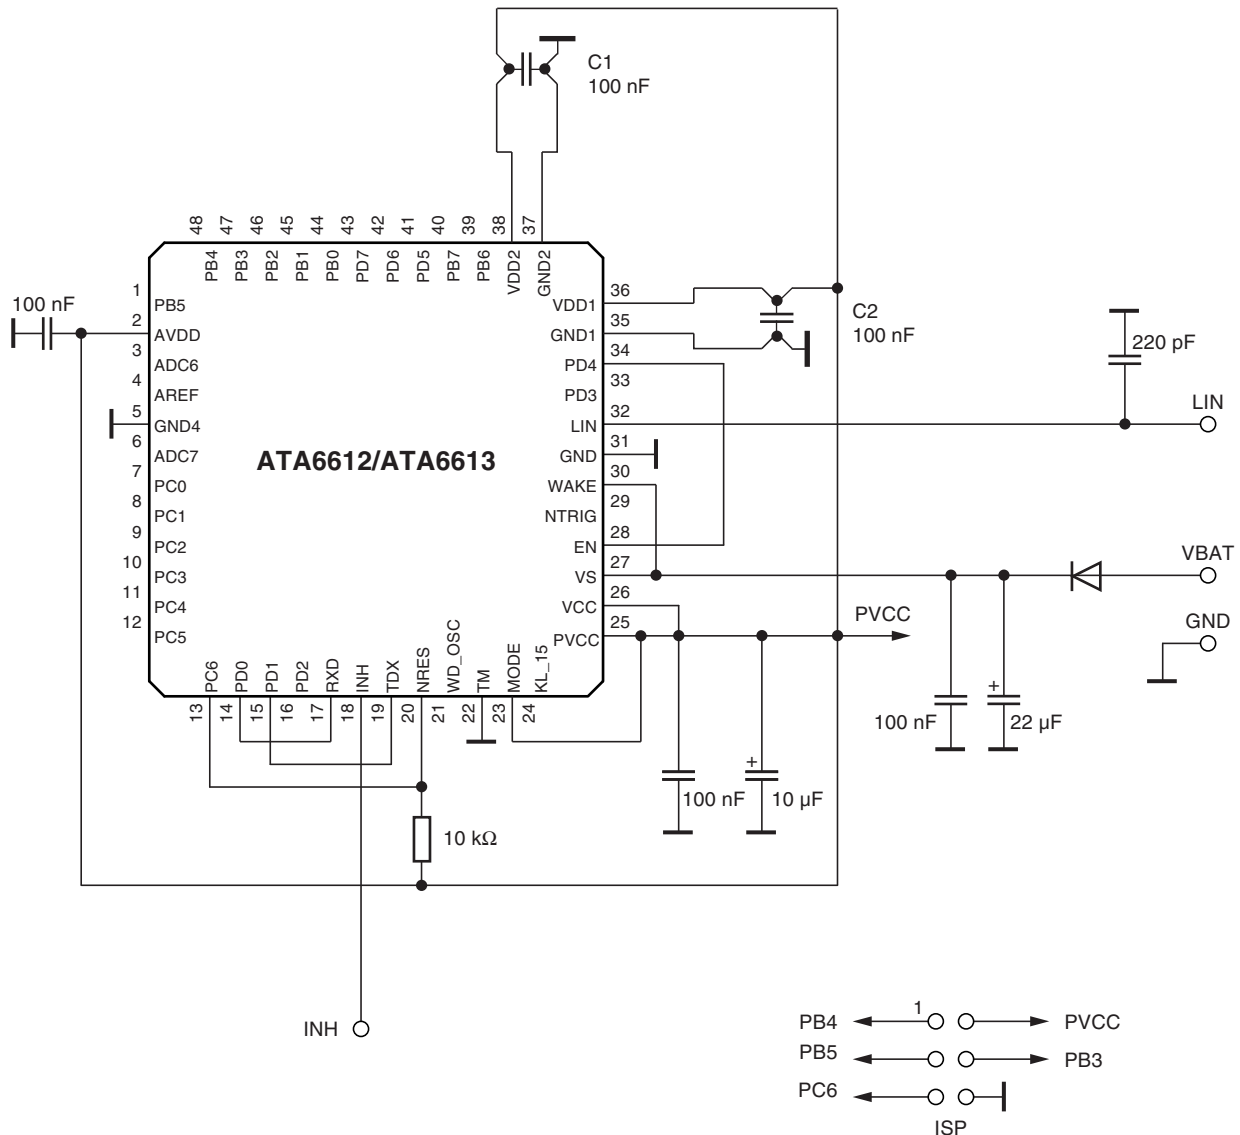 C1
100 nF
48 47 46 45 44 43 42 41 40 39 38 37
PB4 PB3 PB2 PB1 PB0 PD7 PD6 PD5 PB7 PB6 VDD2 GND2
100 nF
1 PB5
2 AVDD
3 ADC6
4 AREF
5 GND4
6 ADC7
7 PC0
8 PC1
9 PC2
10 PC3
11 PC4
12 PC5
ATA6612/ATA6613
VDD1 36
GND1 35
PD4 34
PD3 33
LIN 32
GND 31
WAKE 30
NTRIG 29
EN 28
VS 27
VCC 26
PVCC 25
C2
100 nF
220 pF
LIN
VBAT
GND
PVCC
PC6 PD0 PD1 PD2 RXD INH TDX NRES WD_OSC TM MODE KL_15
13 14 15 16 17 18 19 20 21 22 23 24
100 nF
+
22 µF
100 nF
+
10 µF
10 kΩ
INH
PB4 1 PVCC
PB5 PB3
PC6
ISP